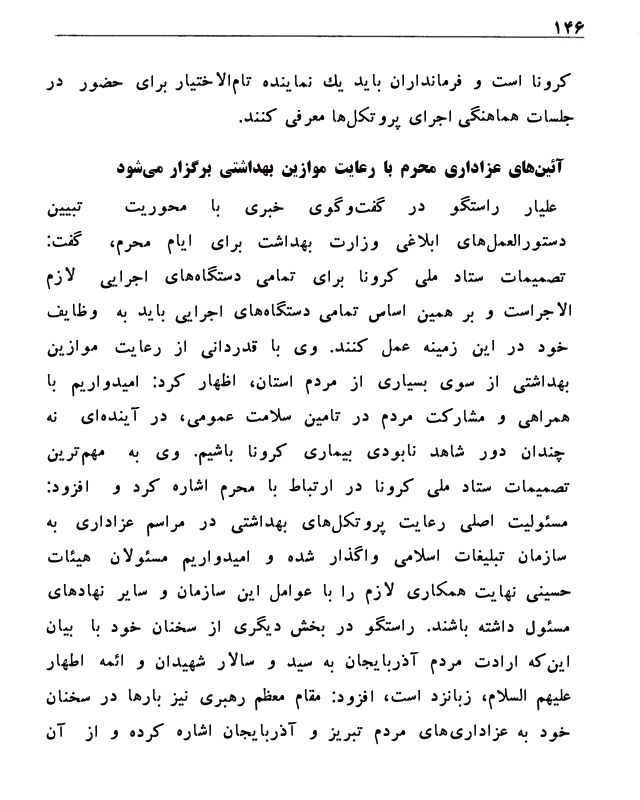 ۱۴۶
کرونا است و فرمانداران باید یك نماینده تام‌الاختیار برای حضور در
جلسات هماهنگی اجرای پروتکل‌ها معرفی کنند.
آئین‌های عزاداری محرم با رعایت موازین بهداشتی برگزار می‌شود
علیار راستگو در گفت‌وگوی خبری با محوریت تبیین
دستورالعمل‌های ابلاغی وزارت بهداشت برای ایام محرم، گفت:
تصمیمات ستاد ملی کرونا برای تمامی دستگاه‌های اجرایی لازم
الاجراست و بر همین اساس تمامی دستگاه‌های اجرایی باید به وظایف
خود در این زمینه عمل کنند. وی با قدردانی از رعایت موازین
بهداشتی از سوی بسیاری از مردم استان، اظهار کرد: امیدواریم با
همراهی و مشارکت مردم در تامین سلامت عمومی، در آینده‌ای نه
چندان دور شاهد نابودی بیماری کرونا باشیم. وی به مهم‌ترین
تصمیمات ستاد ملی کرونا در ارتباط با محرم اشاره کرد و افزود:
مسئولیت اصلی رعایت پروتکل‌های بهداشتی در مراسم عزاداری به
سازمان تبلیغات اسلامی واگذار شده و امیدواریم مسئولان هیئات
حسینی نهایت همکاری لازم را با عوامل این سازمان و سایر نهادهای
مسئول داشته باشند. راستگو در بخش دیگری از سخنان خود با بیان
این‌که ارادت مردم آذربایجان به سید و سالار شهیدان و ائمه اطهار
علیهم السلام، زبانزد است، افزود: مقام معظم رهبری نیز بارها در سخنان
خود به عزاداری‌های مردم تبریز و آذربایجان اشاره کرده و از آن